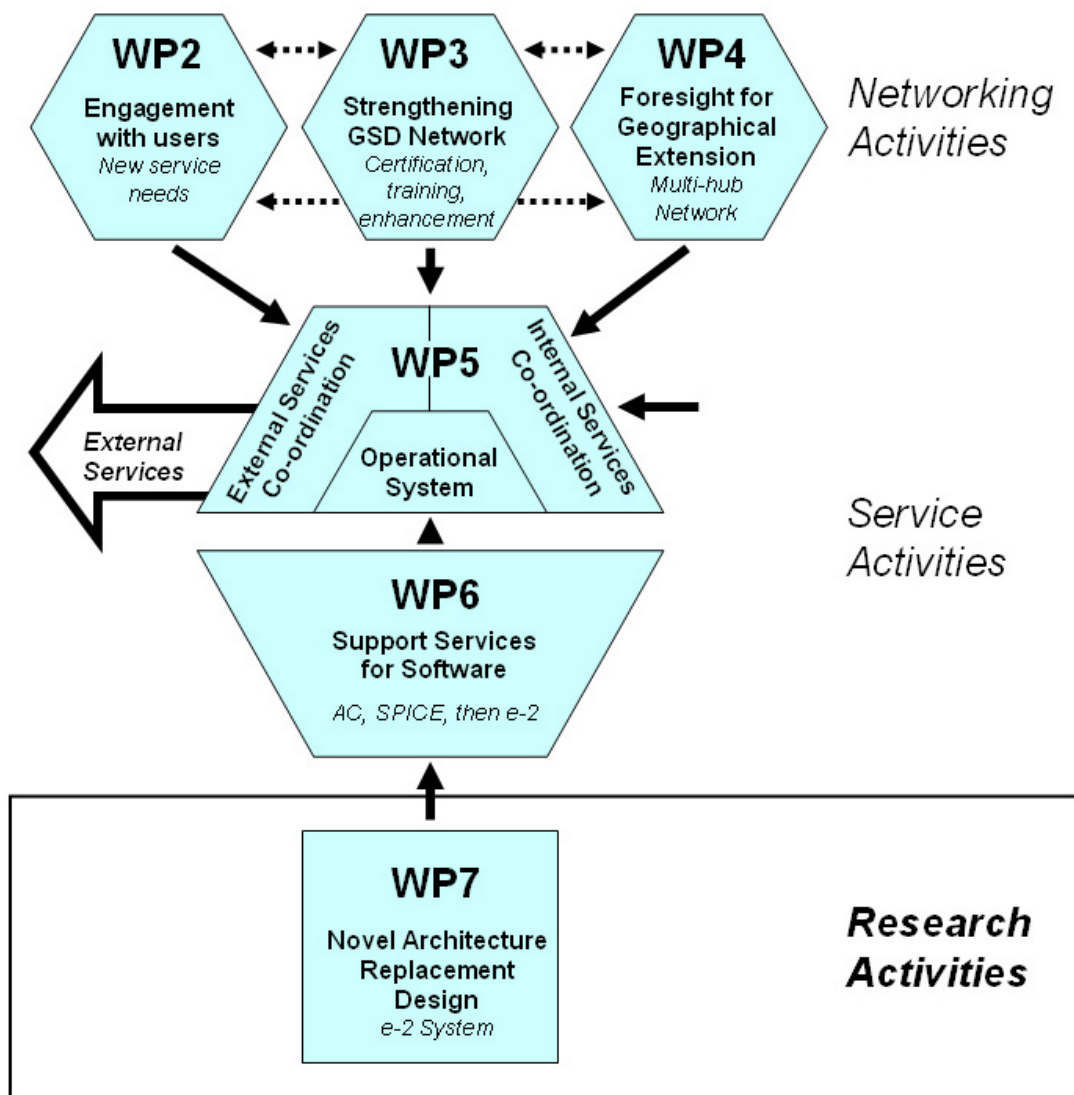 WP2
Engagement
with users
New service
needs
WP3
Strengthening
GSD Network
Certification,
training,
enhancement
WP4
Foresight for
Geographical
Extension
Multi-hub
Network
Networking
Activities
External Services
Co-ordination
WP5
Internal Services
Co-ordination
External
Services
Operational
System
Service
Activities
WP6
Support Services
for Software
AC, SPICE, then e-2
WP7
Novel Architecture
Replacement
Design
e-2 System
Research
Activities